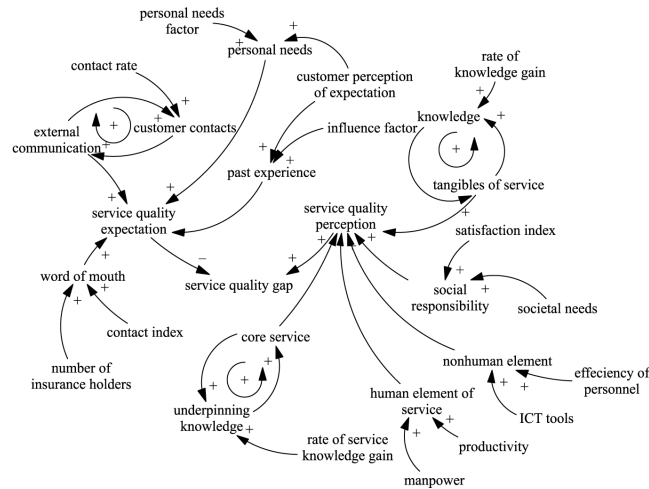 personal needs
factor
personal needs
contact rate
customer perception
of expectation
rate of
knowledge gain
external
communication
customer contacts
influence factor
knowledge
past experience
tangibles of service
service quality
expectation
service quality
perception
satisfaction index
word of mouth
service quality gap
social
responsibility
societal needs
contact index
core service
number of
insurance holders
nonhuman element
effeciency of
personnel
underpinning
knowledge
human element of
service
ICT tools
rate of service
knowledge gain
productivity
manpower